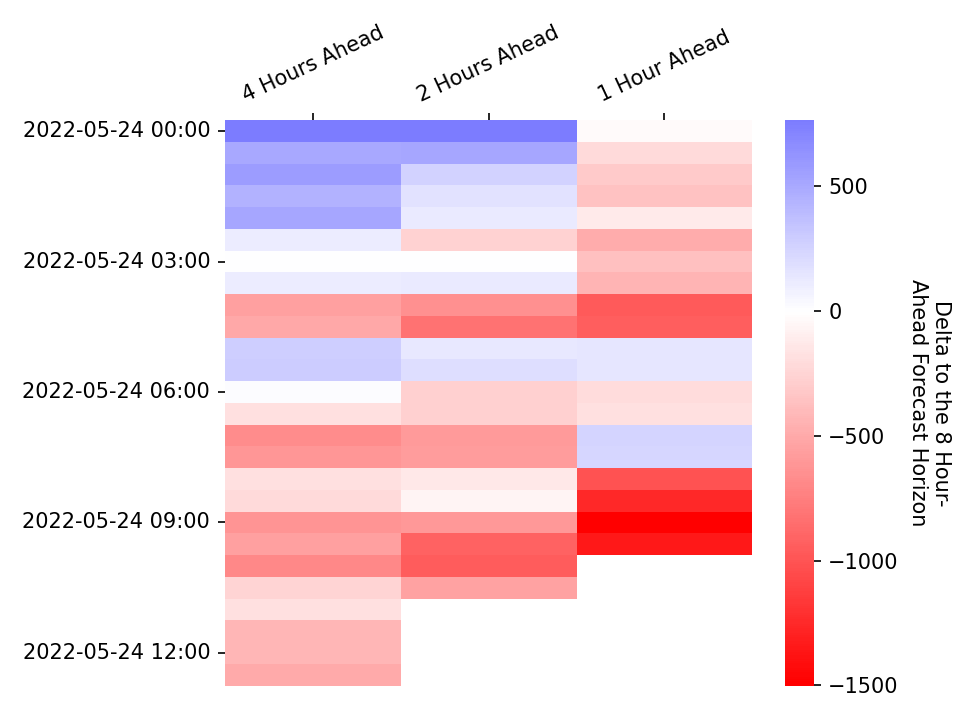 4 Hours Ahead
2 Hours Ahead
1 Hour Ahead
2022-05-24 00:00
2022-05-24 03:00
2022-05-24 06:00
2022-05-24 09:00
2022-05-24 12:00
500
0
−500
−1000
−1500
Delta to the 8 Hour-
Ahead Forecast Horizon